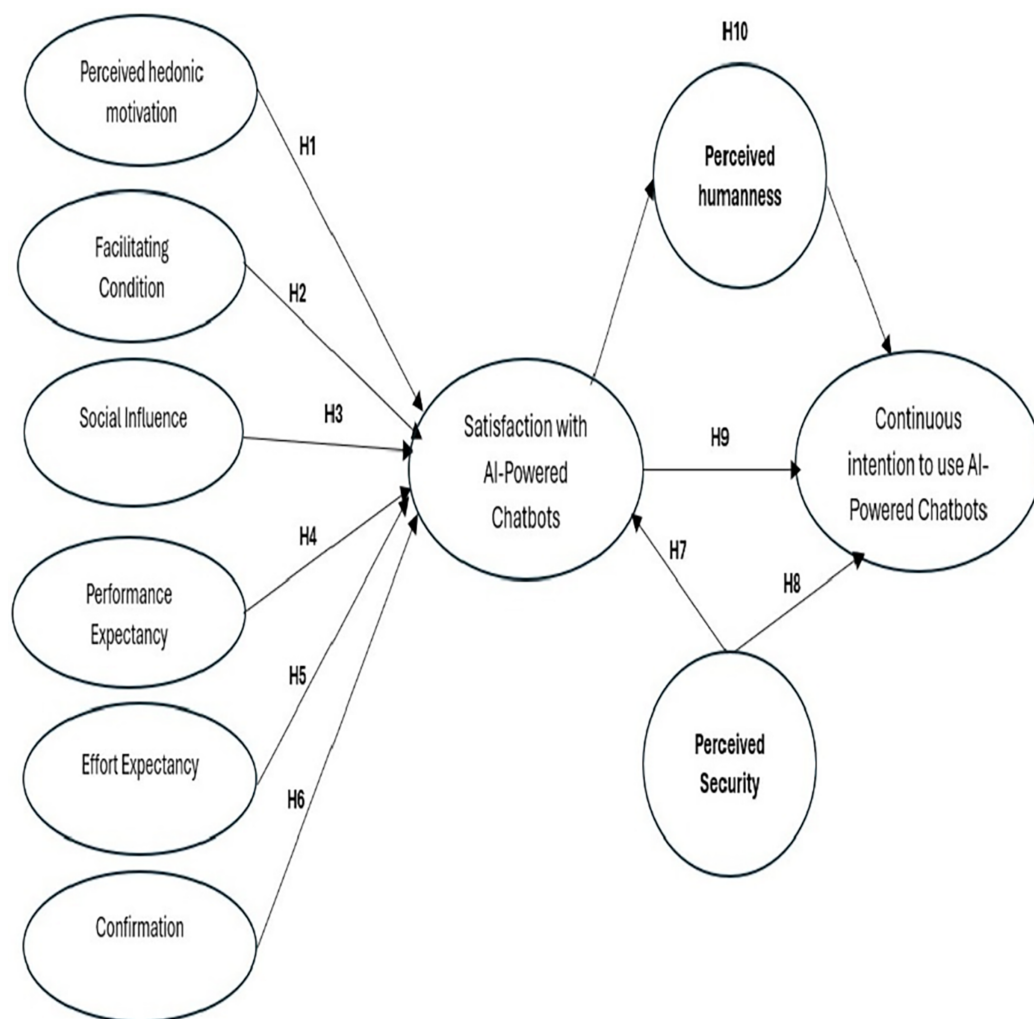 Perceived hedonic
motivation
H1
Facilitating
Condition
H2
Social Influence
H3
Performance
Expectancy
H4
Effort Expectancy
H5
Confirmation
H6
Satisfaction with
AI-Powered
Chatbots
H10
Perceived
humanness
H9
Continuous
intention to use AI-
Powered Chatbots
H7
H8
Perceived
Security